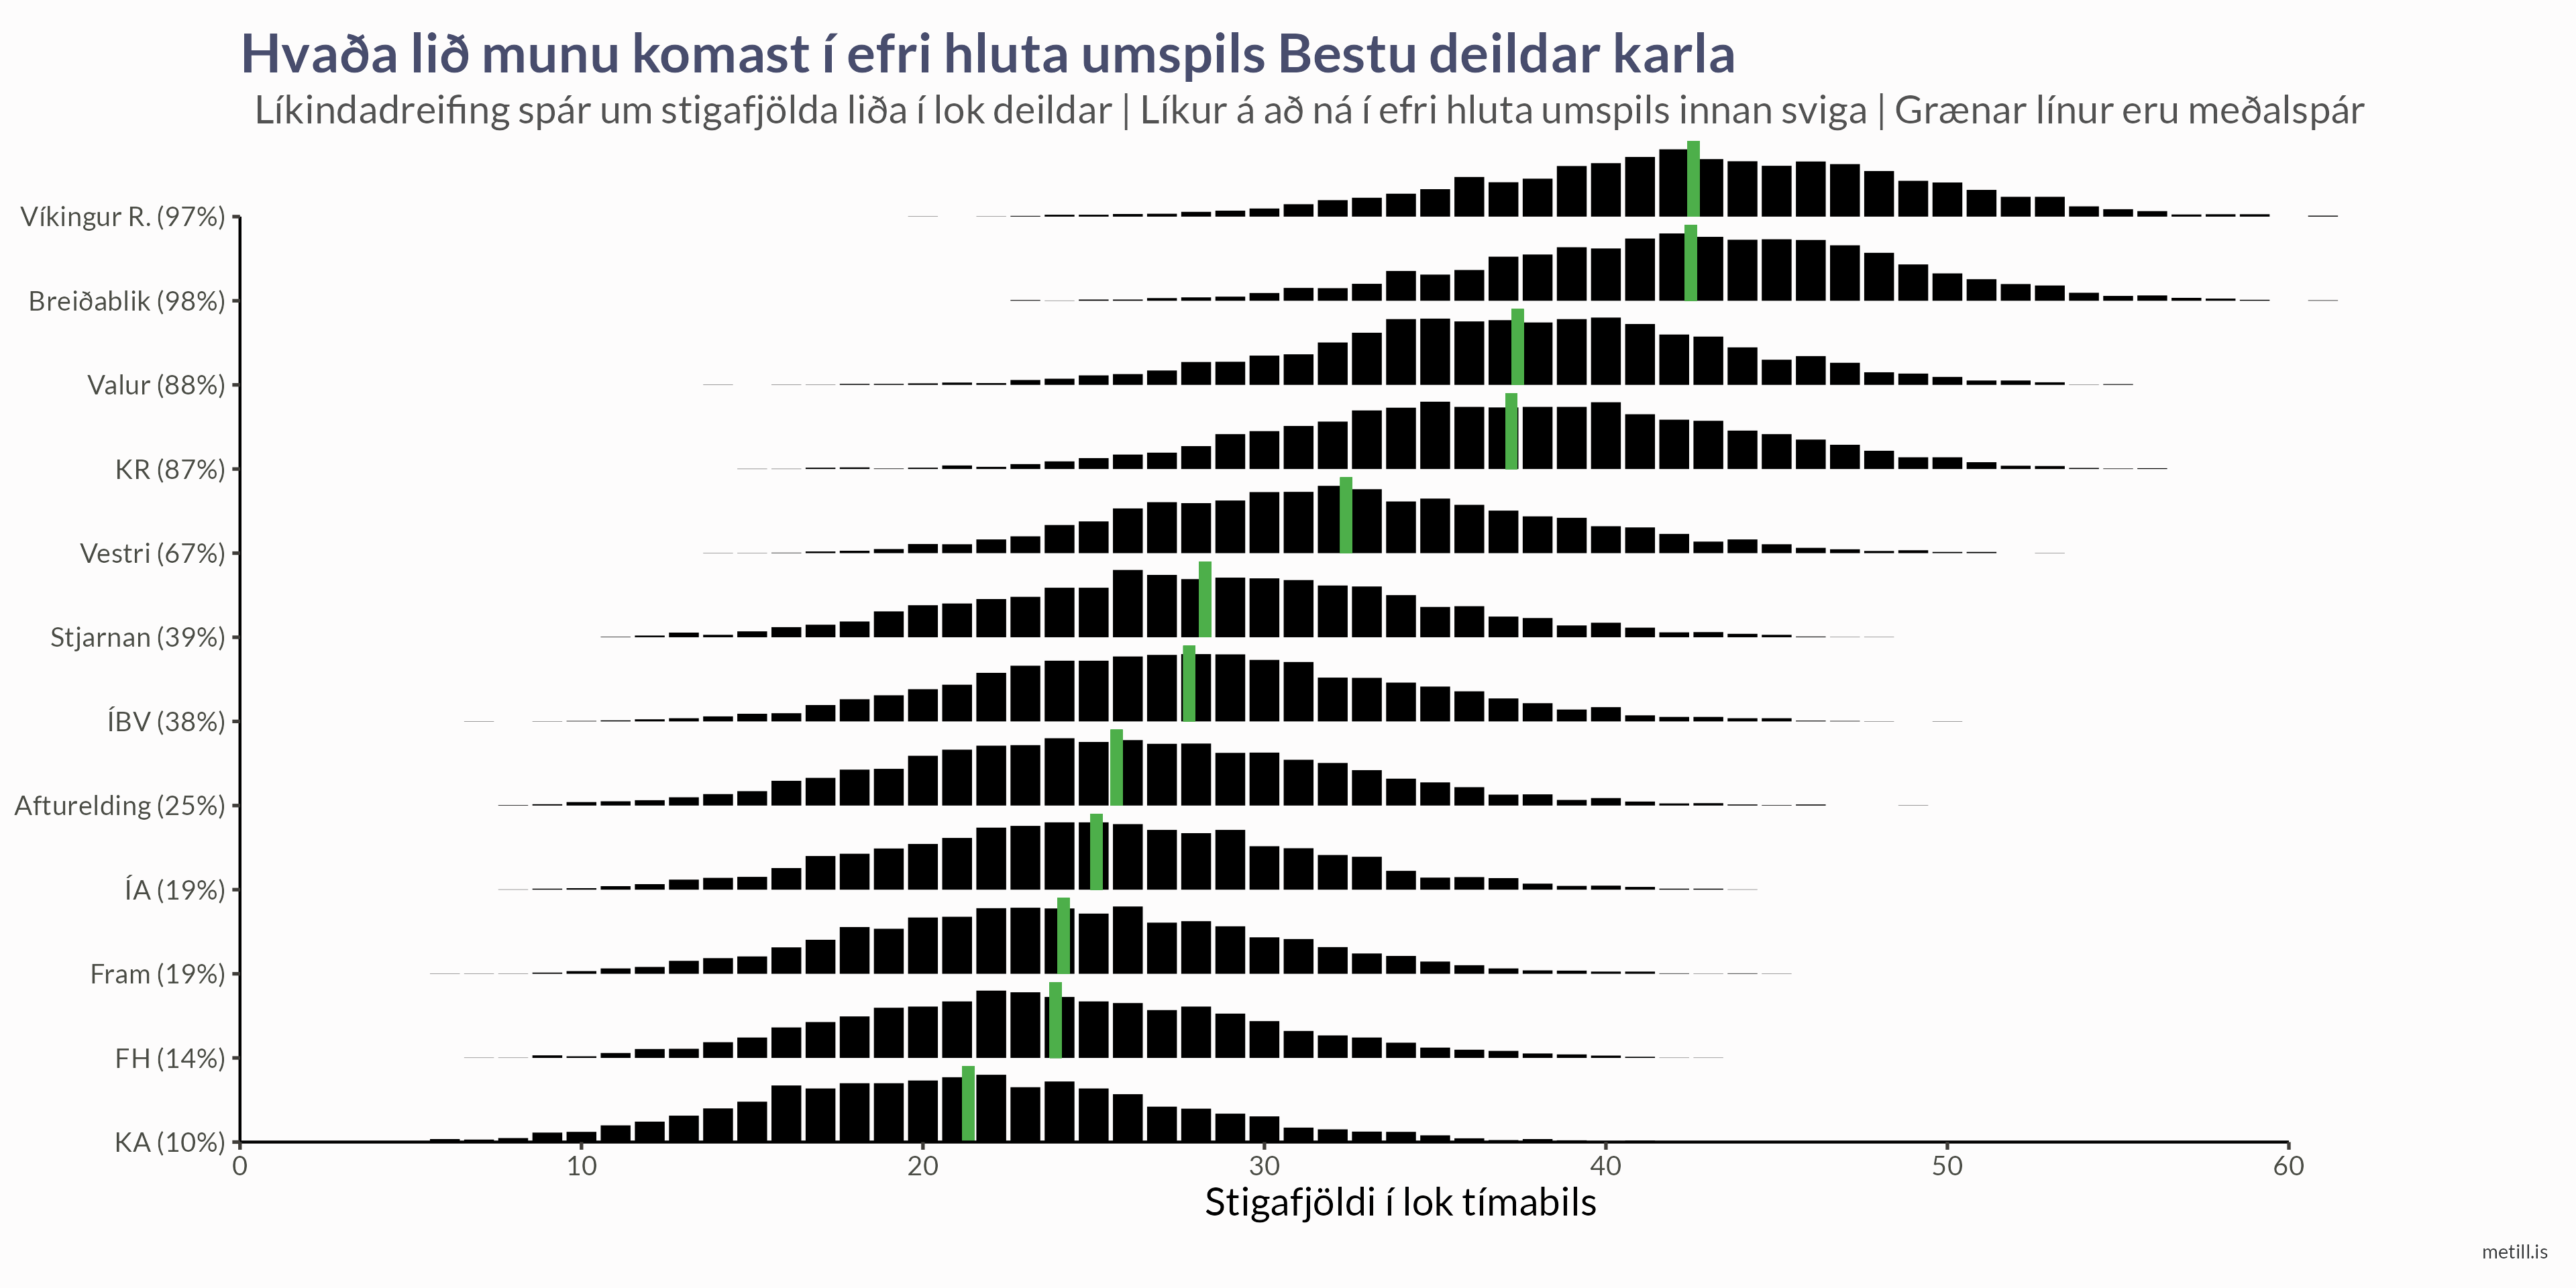 Hvaða lið munu komast í efri hluta umspils Bestu deildar karla
Líkindadreifing spár um stigafjölda liða í lok deildar | Líkur á að ná í efri hluta umspils innan sviga | Grænar línur eru meðalspár
Víkingur R. (97%)
Breiðablik (98%)
Valur (88%)
KR (87%)
Vestri (67%)
Stjarnan (39%)
ÍBV (38%)
Afturelding (25%)
ÍA (19%)
Fram (19%)
FH (14%)
KA (10%)
0 10 20 30 40 50 60
Stigafjöldi í lok tímabils
metill.is